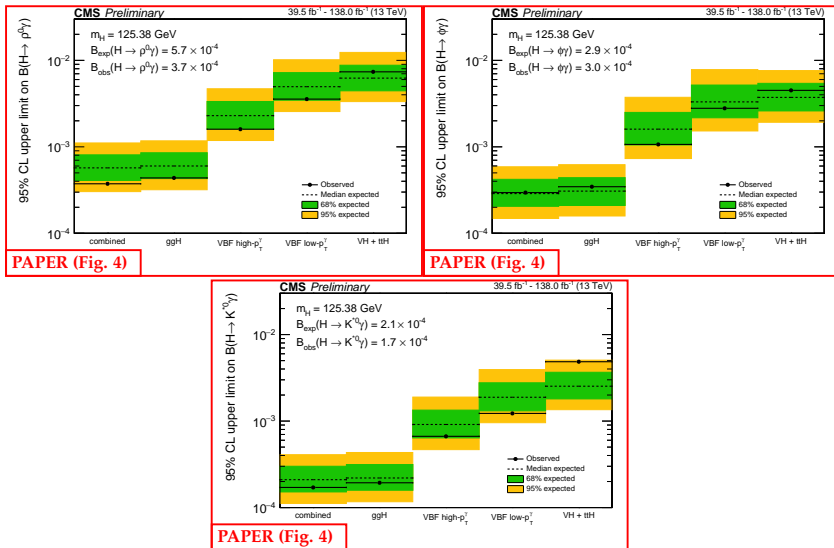 CMS Preliminary 39.5 fb⁻¹ - 138.0 fb⁻¹ (13 TeV)
95% CL upper limit on B(H→ ρ⁰γ)
m_H = 125.38 GeV
B_exp(H→ ρ⁰γ) = 5.7 × 10⁻⁴
B_obs(H→ ρ⁰γ) = 3.7 × 10⁻⁴
10⁻²
10⁻³
10⁻⁴
Observed
Median expected
68% expected
95% expected
combined ggH VBF high-p_T^γ VBF low-p_T^γ VH + ttH
PAPER (Fig. 4)
CMS Preliminary 39.5 fb⁻¹ - 138.0 fb⁻¹ (13 TeV)
95% CL upper limit on B(H→ ϕγ)
m_H = 125.38 GeV
B_exp(H→ ϕγ) = 2.9 × 10⁻⁴
B_obs(H→ ϕγ) = 3.0 × 10⁻⁴
10⁻²
10⁻³
10⁻⁴
Observed
Median expected
68% expected
95% expected
combined ggH VBF high-p_T^γ VBF low-p_T^γ VH + ttH
PAPER (Fig. 4)
CMS Preliminary 39.5 fb⁻¹ - 138.0 fb⁻¹ (13 TeV)
95% CL upper limit on B(H→ K*⁰γ)
m_H = 125.38 GeV
B_exp(H→ K*⁰γ) = 2.1 × 10⁻⁴
B_obs(H→ K*⁰γ) = 1.7 × 10⁻⁴
10⁻²
10⁻³
10⁻⁴
Observed
Median expected
68% expected
95% expected
combined ggH VBF high-p_T^γ VBF low-p_T^γ VH + ttH
PAPER (Fig. 4)